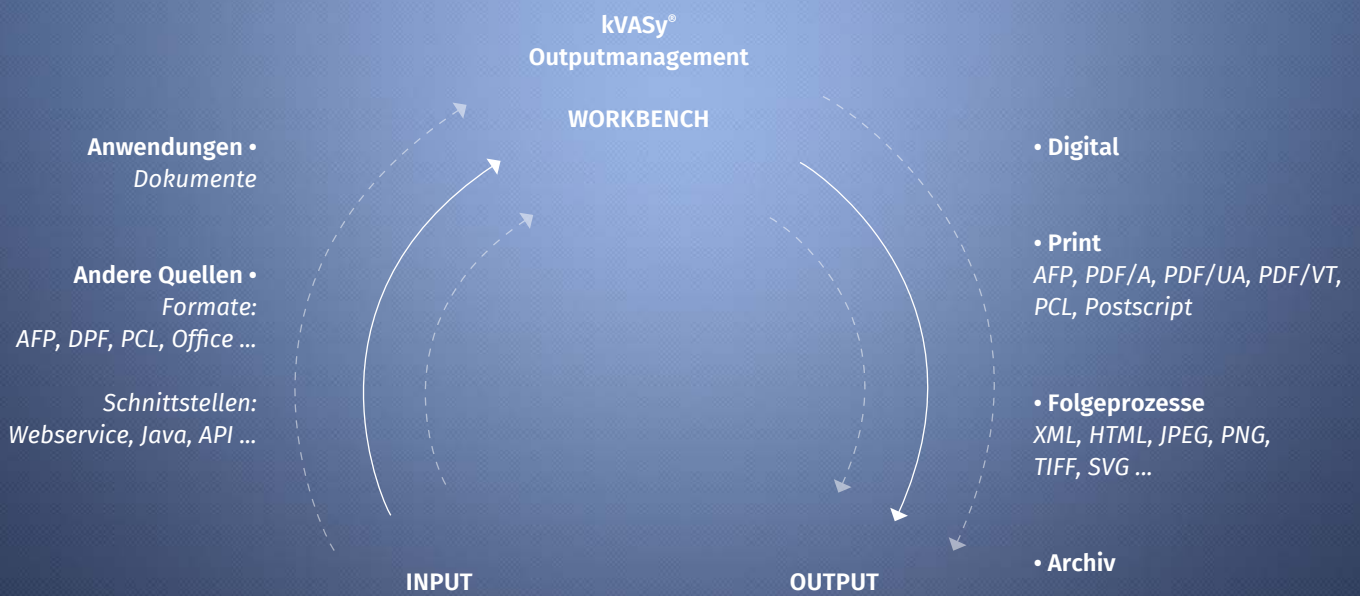 kVASy®
Outputmanagement
WORKBENCH
Anwendungen •
Dokumente
Andere Quellen •
Formate:
AFP, DPF, PCL, Office ...
Schnittstellen:
Webservice, Java, API ...
INPUT
• Digital
• Print
AFP, PDF/A, PDF/UA, PDF/VT,
PCL, Postscript
• Folgeprozesse
XML, HTML, JPEG, PNG,
TIFF, SVG ...
• Archiv
OUTPUT